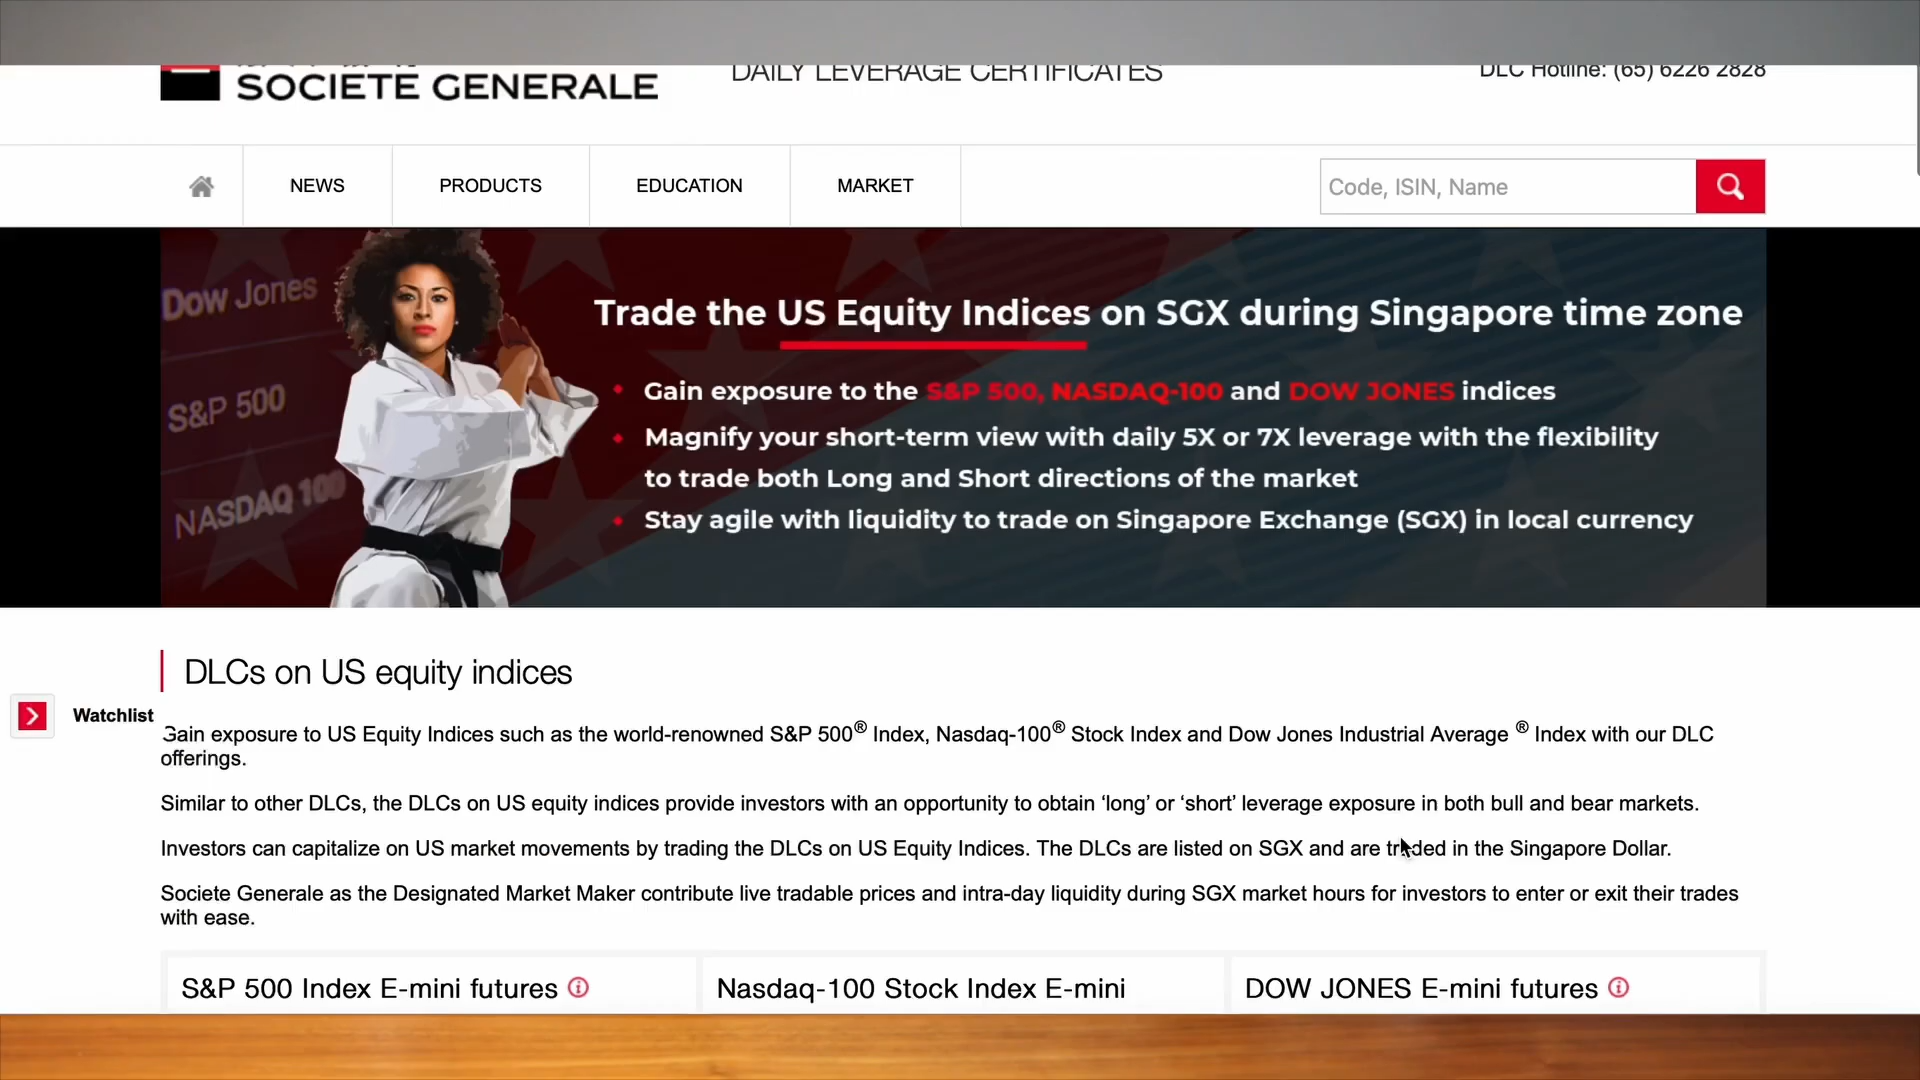 SOCIETE GENERALE
DAILY LEVERAGE CERTIFICATES
DLC Hotline: (65) 6226 2828
NEWS
PRODUCTS
EDUCATION
MARKET
Code, ISIN, Name
Dow Jones
S&P 500
NASDAQ 100
Trade the US Equity Indices on SGX during Singapore time zone
• Gain exposure to the S&P 500, NASDAQ-100 and DOW JONES indices
• Magnify your short-term view with daily 5X or 7X leverage with the flexibility
to trade both Long and Short directions of the market
• Stay agile with liquidity to trade on Singapore Exchange (SGX) in local currency
DLCs on US equity indices
Watchlist
Gain exposure to US Equity Indices such as the world-renowned S&P 500® Index, Nasdaq-100® Stock Index and Dow Jones Industrial Average ® Index with our DLC
offerings.
Similar to other DLCs, the DLCs on US equity indices provide investors with an opportunity to obtain ‘long’ or ‘short’ leverage exposure in both bull and bear markets.
Investors can capitalize on US market movements by trading the DLCs on US Equity Indices. The DLCs are listed on SGX and are traded in the Singapore Dollar.
Societe Generale as the Designated Market Maker contribute live tradable prices and intra-day liquidity during SGX market hours for investors to enter or exit their trades
with ease.
S&P 500 Index E-mini futures
Nasdaq-100 Stock Index E-mini
DOW JONES E-mini futures